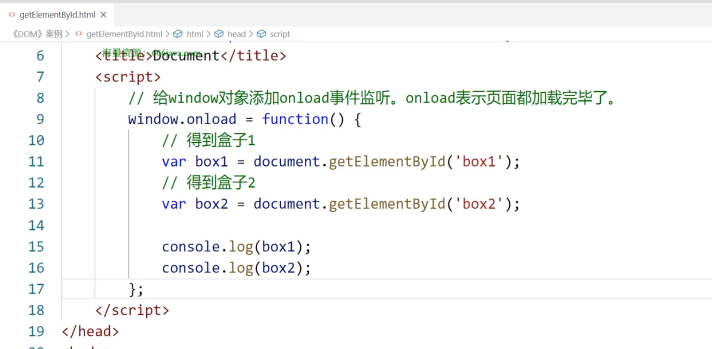 getElementById.html
《DOM》案例 > getElementById.html > html > head > script
6 <title>Document</title>
7 <script>
8 // 给window对象添加onload事件监听。onload表示页面都加载完毕了。
9 window.onload = function() {
10 // 得到盒子1
11 var box1 = document.getElementById('box1');
12 // 得到盒子2
13 var box2 = document.getElementById('box2');
14
15 console.log(box1);
16 console.log(box2);
17 };
18 </script>
19 </head>